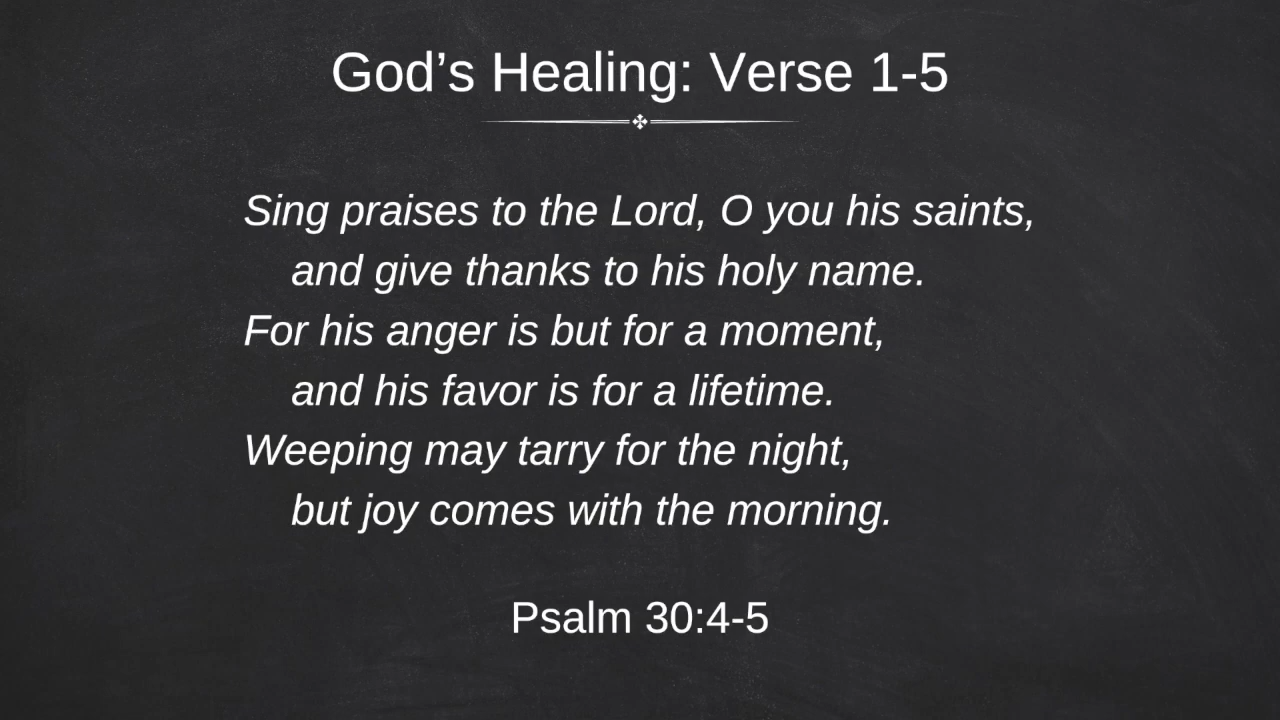 God’s Healing: Verse 1-5
Sing praises to the Lord, O you his saints,
and give thanks to his holy name.
For his anger is but for a moment,
and his favor is for a lifetime.
Weeping may tarry for the night,
but joy comes with the morning.
Psalm 30:4-5